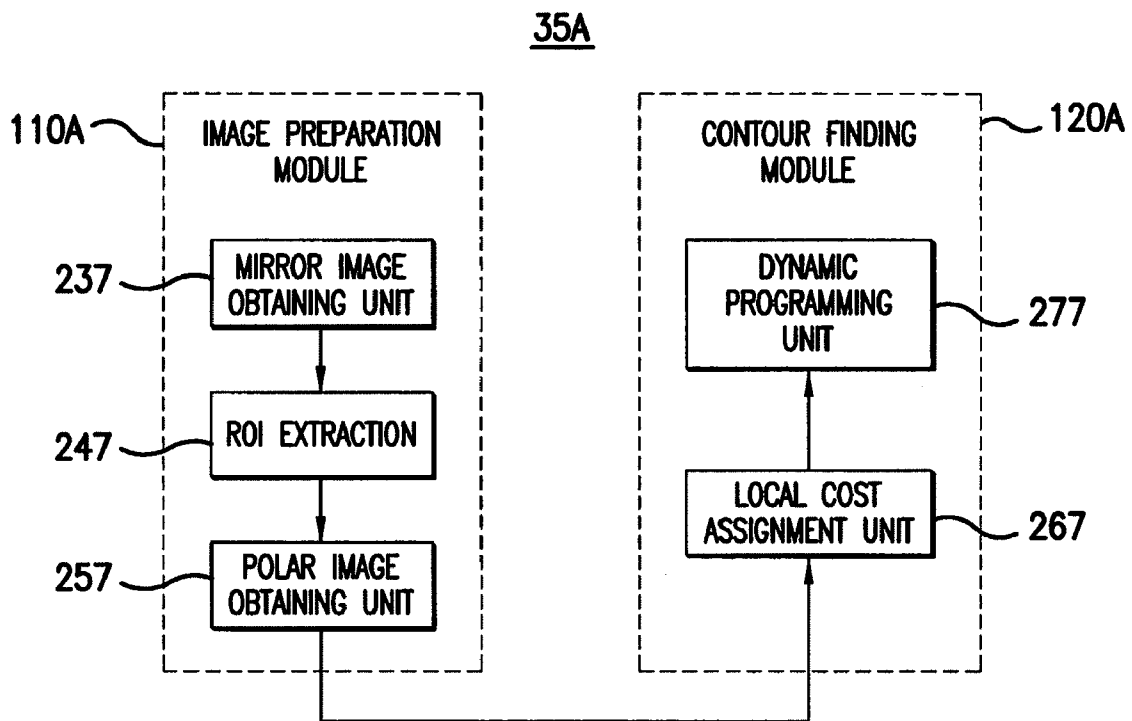 35A
110A
IMAGE PREPARATION
MODULE
237
MIRROR IMAGE
OBTAINING UNIT
247
ROI EXTRACTION
257
POLAR IMAGE
OBTAINING UNIT
120A
CONTOUR FINDING
MODULE
DYNAMIC
PROGRAMMING
UNIT
277
LOCAL COST
ASSIGNMENT UNIT
267